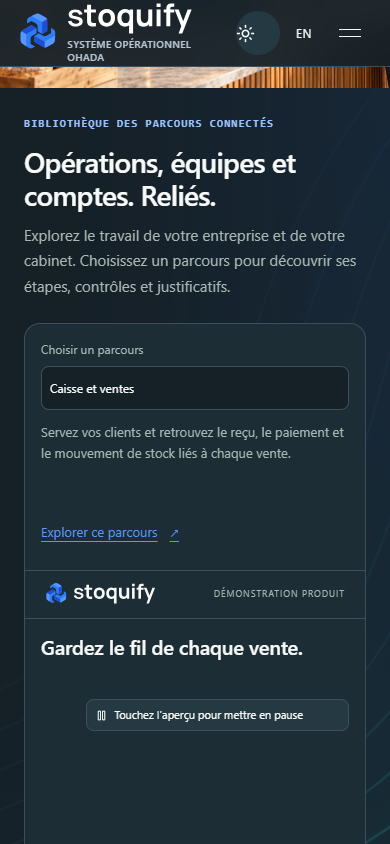 stoquify
SYSTÈME OPÉRATIONNEL
OHADA
EN
BIBLIOTHÈQUE DES PARCOURS CONNECTÉS
Opérations, équipes et
comptes. Reliés.
Explorez le travail de votre entreprise et de votre
cabinet. Choisissez un parcours pour découvrir ses
étapes, contrôles et justificatifs.
Choisir un parcours
Caisse et ventes
Servez vos clients et retrouvez le reçu, le paiement et
le mouvement de stock liés à chaque vente.
Explorer ce parcours ↗
stoquify
DÉMONSTRATION PRODUIT
Gardez le fil de chaque vente.
Touchez l'aperçu pour mettre en pause